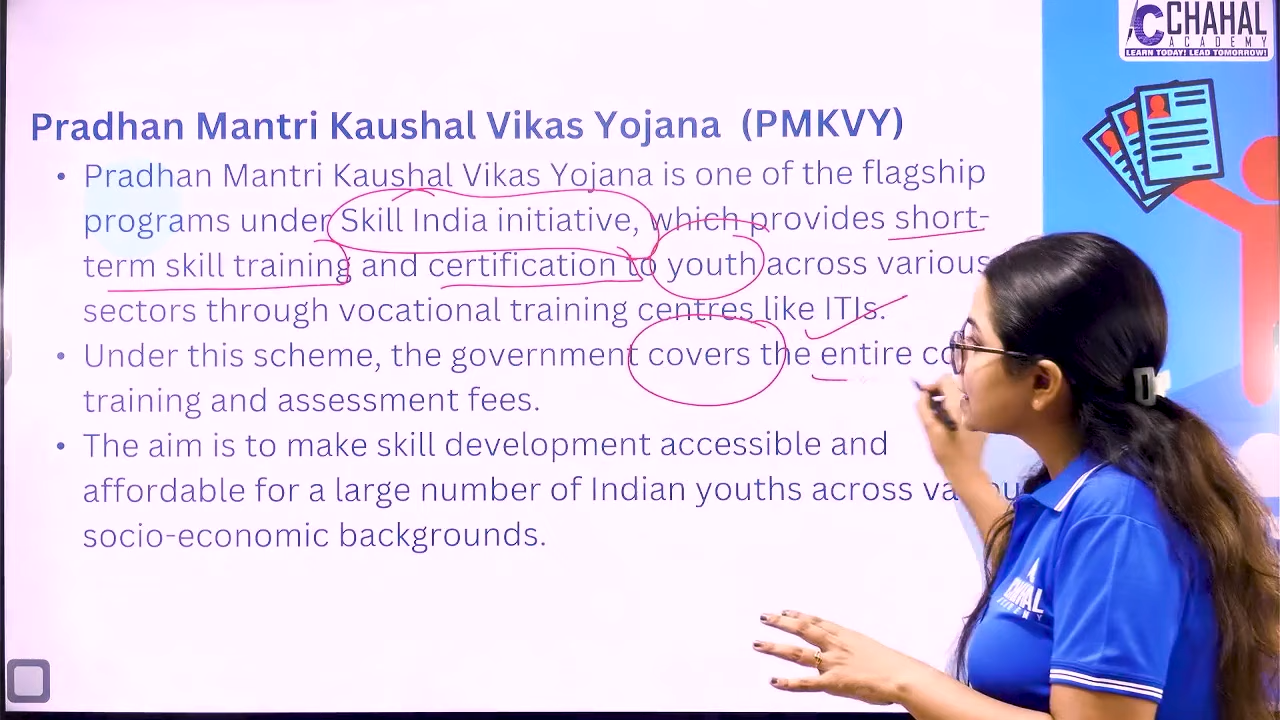 CHAHAL
ACADEMY
LEARN TODAY! LEAD TOMORROW!
Pradhan Mantri Kaushal Vikas Yojana (PMKVY)
• Pradhan Mantri Kaushal Vikas Yojana is one of the flagship
programs under Skill India initiative, which provides short-
term skill training and certification to youth across various
sectors through vocational training centres like ITIs.
• Under this scheme, the government covers the entire
training and assessment fees.
• The aim is to make skill development accessible and
affordable for a large number of Indian youths across
socio-economic backgrounds.
CHAHAL
ACADEMY